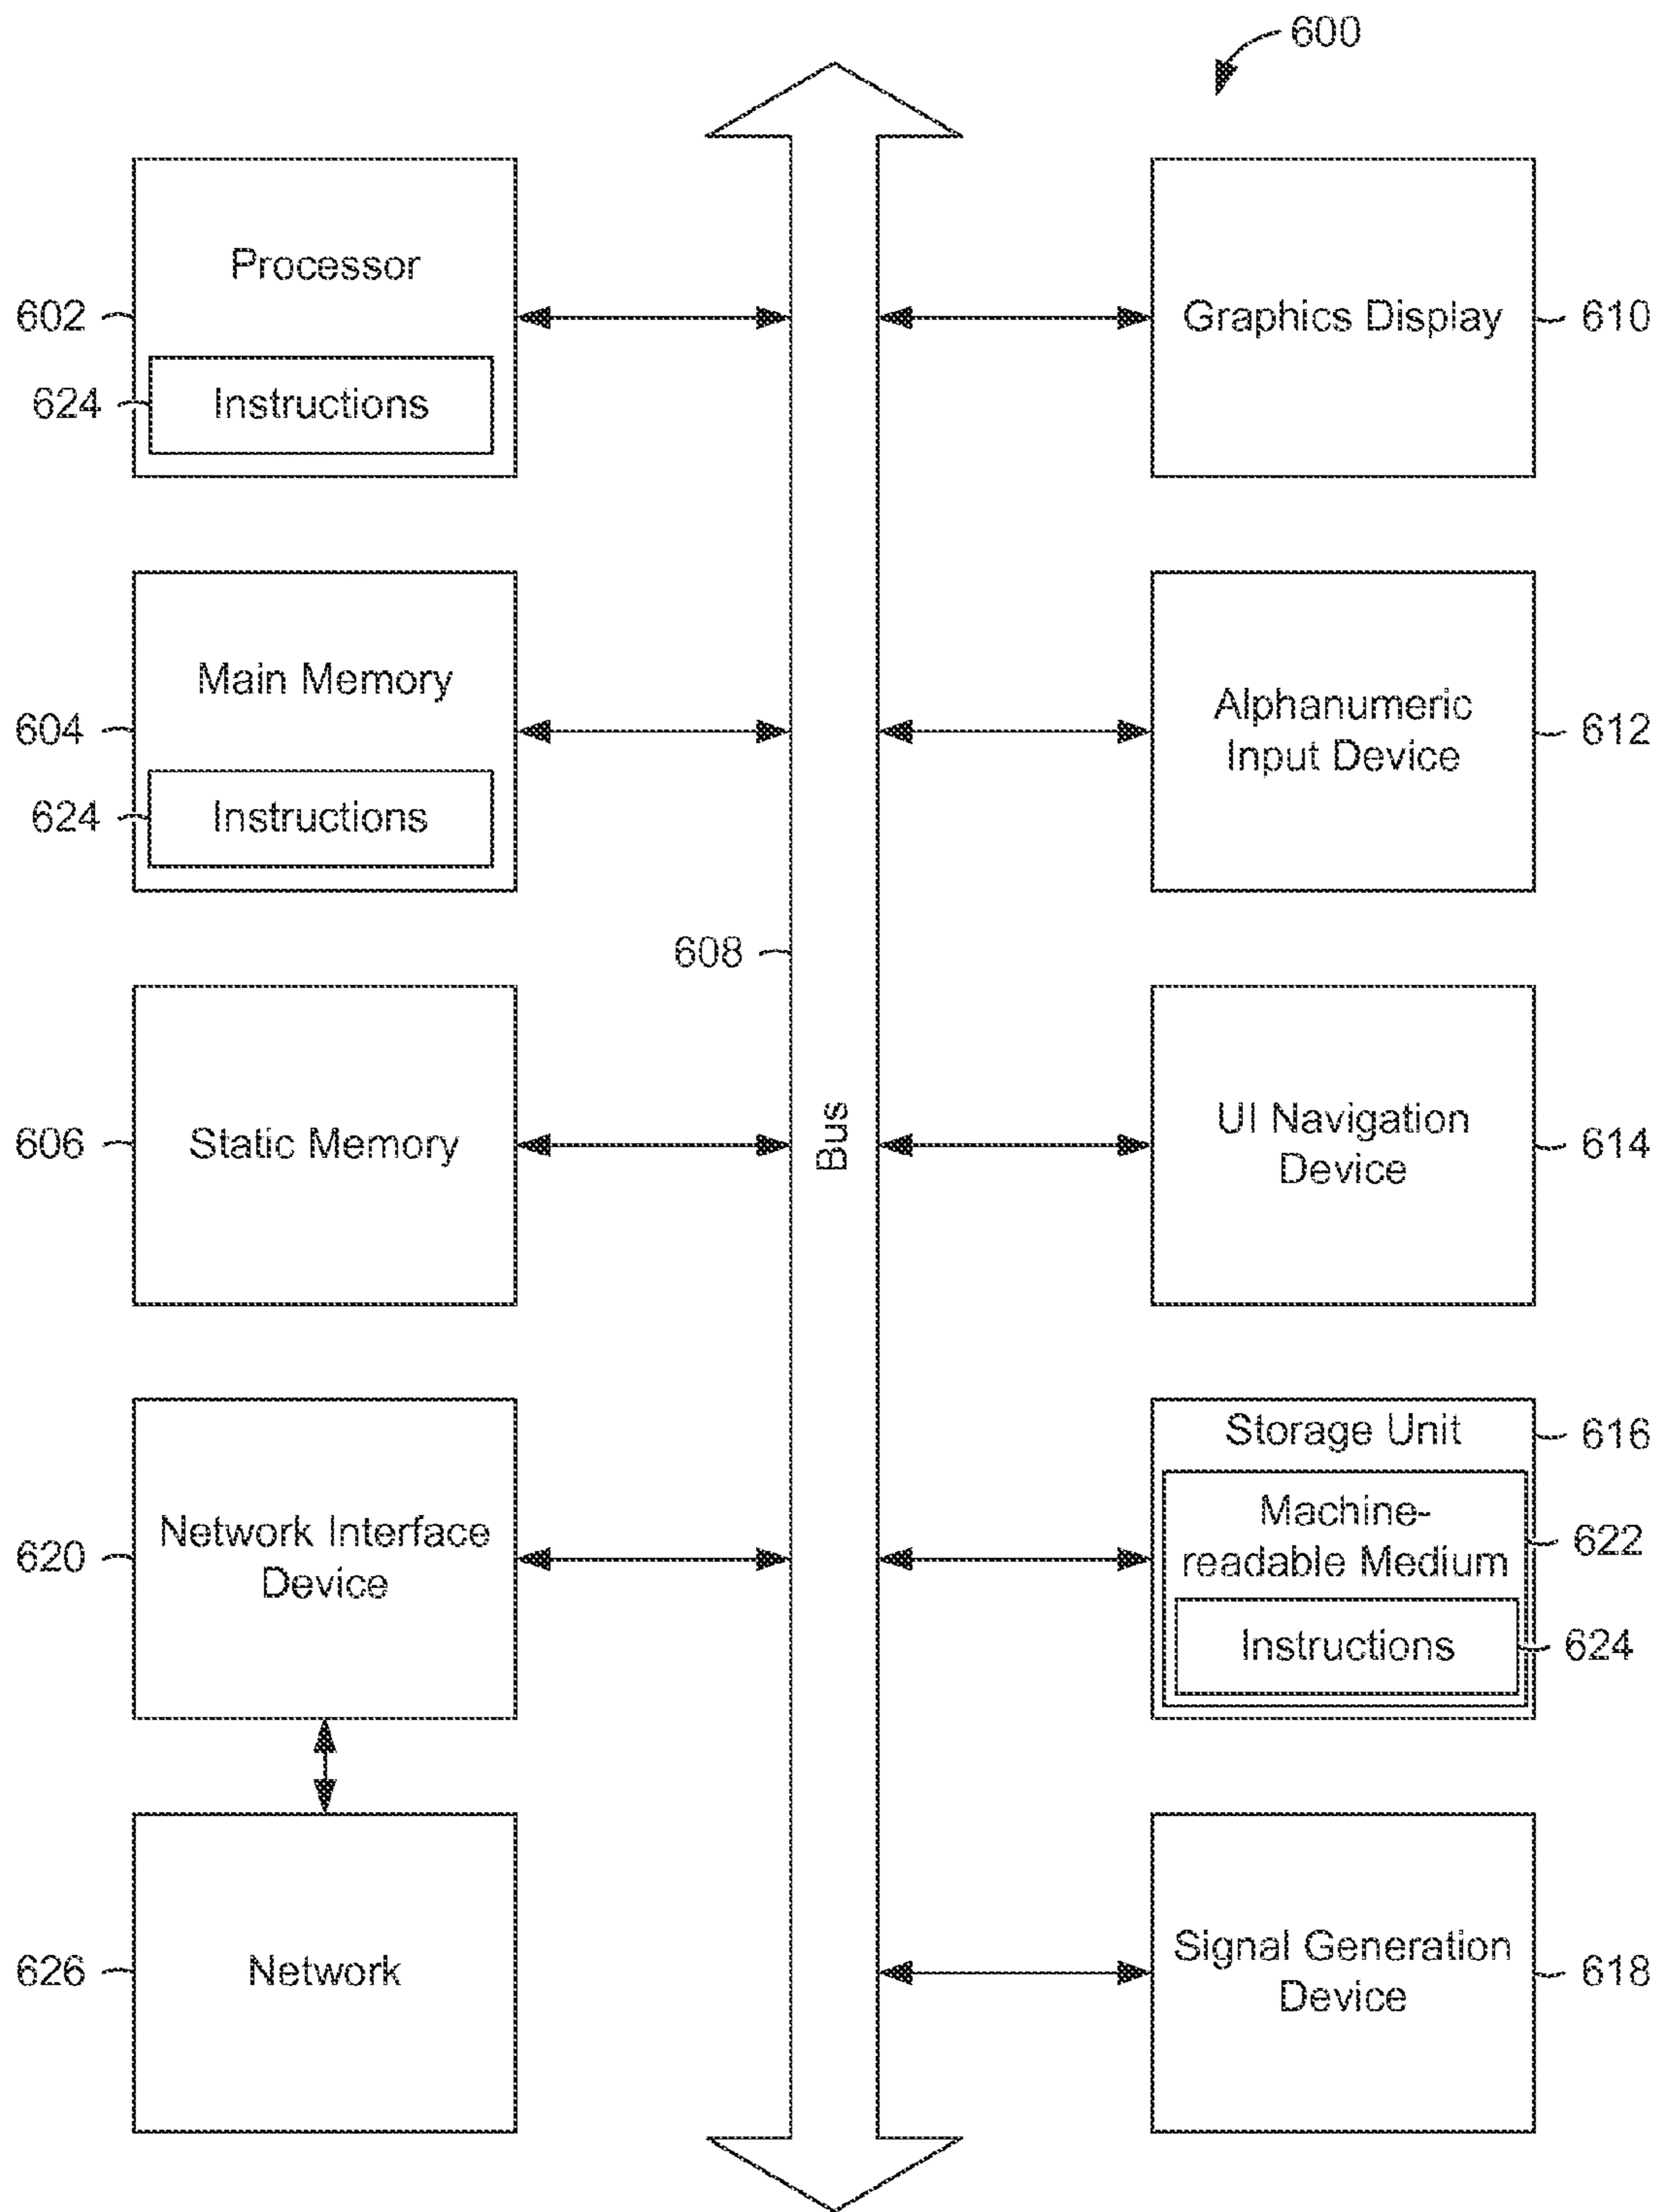 600
Processor
602
624
Instructions
Graphics Display
610
Main Memory
604
624
Instructions
Alphanumeric
Input Device
612
608
Static Memory
606
Bus
UI Navigation
Device
614
Network Interface
Device
620
Storage Unit
616
Machine-
readable Medium
622
Instructions
624
Network
626
Signal Generation
Device
618